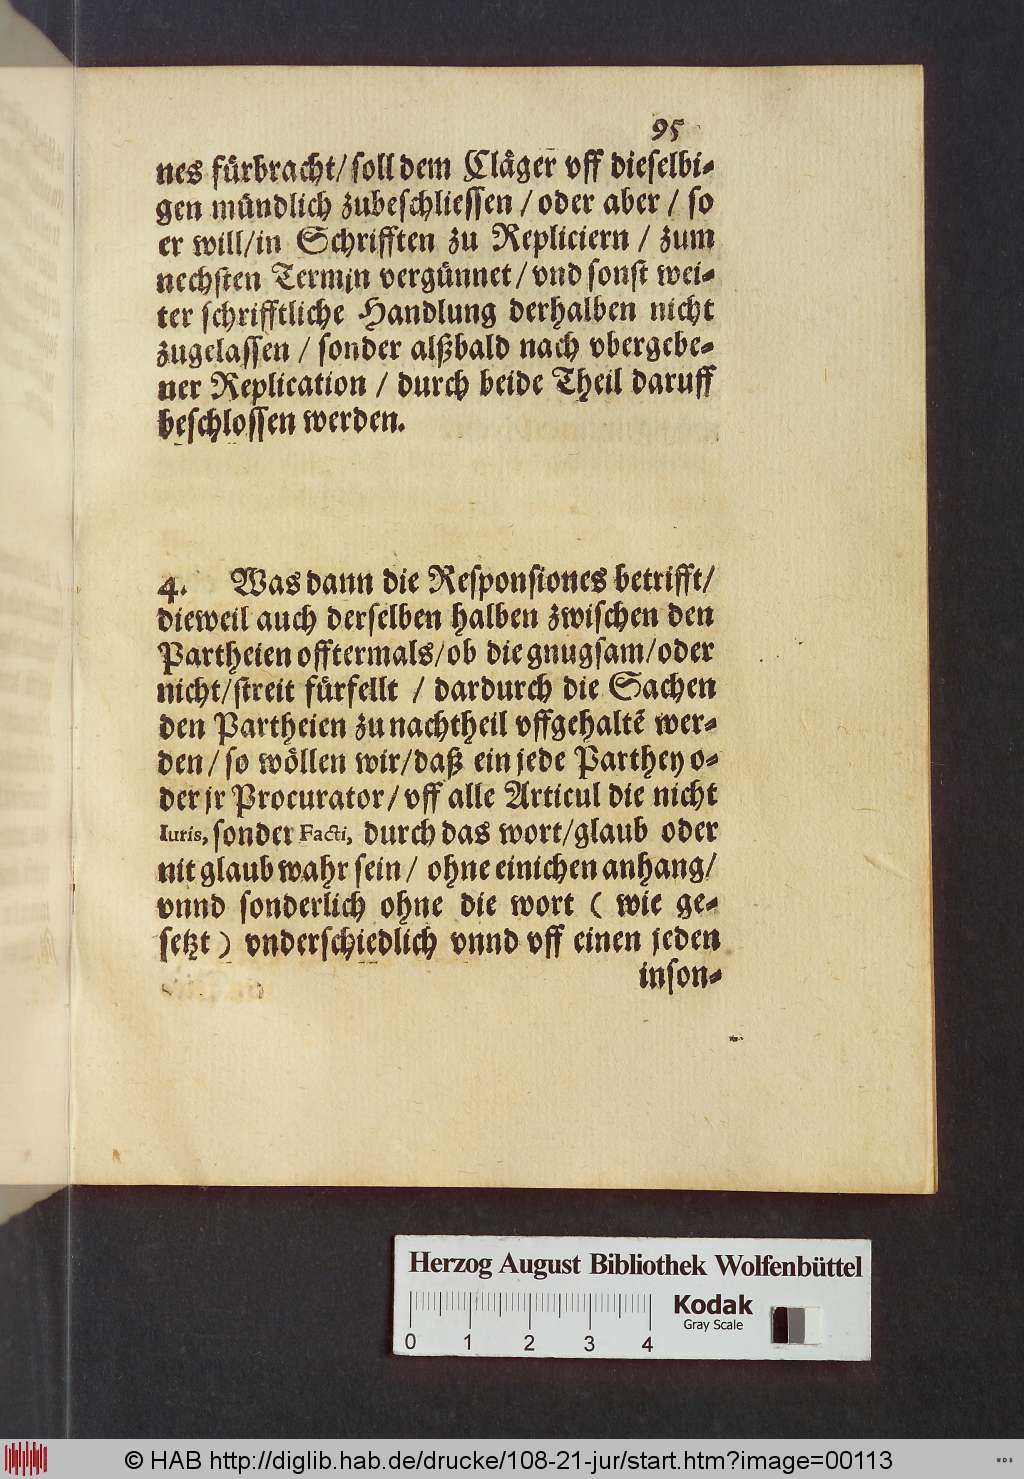 95
nes fürbracht/ soll dem Cläger vff dieselbi-
gen mündlich zubeschliessen / oder aber / so
er will/in Schrifften zu Repliciern / zum
nechsten Termin vergünnet/ vnd sonst wei-
ter schrifftliche Handlung derhalben nicht
zugelassen / sonder alßbald nach vbergebe-
ner Replication / durch beide Theil daruff
beschlossen werden.
4. Was dann die Responsiones betrifft/
dieweil auch derselben halben zwischen den
Partheien offtermals/ob die gnugsam/oder
nicht/streit fürfellt / dardurch die Sachen
den Partheien zu nachtheil vffgehaltē wer-
den / so wöllen wir/daß ein jede Parthey o-
der jr Procurator/ vff alle Articul die nicht
Iuris, sonder Facti, durch das wort/glaub oder
nit glaub wahr sein / ohne einichen anhang/
vnnd sonderlich ohne die wort ( wie ge-
setzt ) vnderschiedlich vnnd vff einen jeden
inson-
Herzog August Bibliothek Wolfenbüttel
Kodak
Gray Scale
0 1 2 3 4
© HAB http://diglib.hab.de/drucke/108-21-jur/start.htm?image=00113